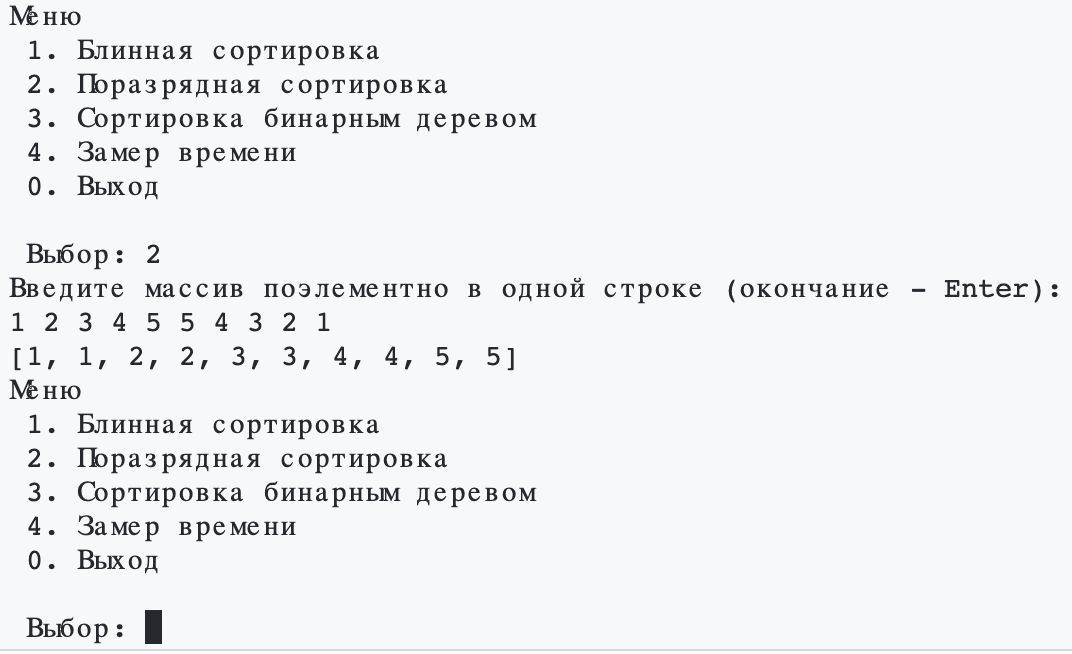 Меню
1. Блинная сортировка
2. Поразрядная сортировка
3. Сортировка бинарным деревом
4. Замер времени
0. Выход
Выбор: 2
Введите массив поэлементно в одной строке (окончание - Enter):
1 2 3 4 5 5 4 3 2 1
[1, 1, 2, 2, 3, 3, 4, 4, 5, 5]
Меню
1. Блинная сортировка
2. Поразрядная сортировка
3. Сортировка бинарным деревом
4. Замер времени
0. Выход
Выбор: